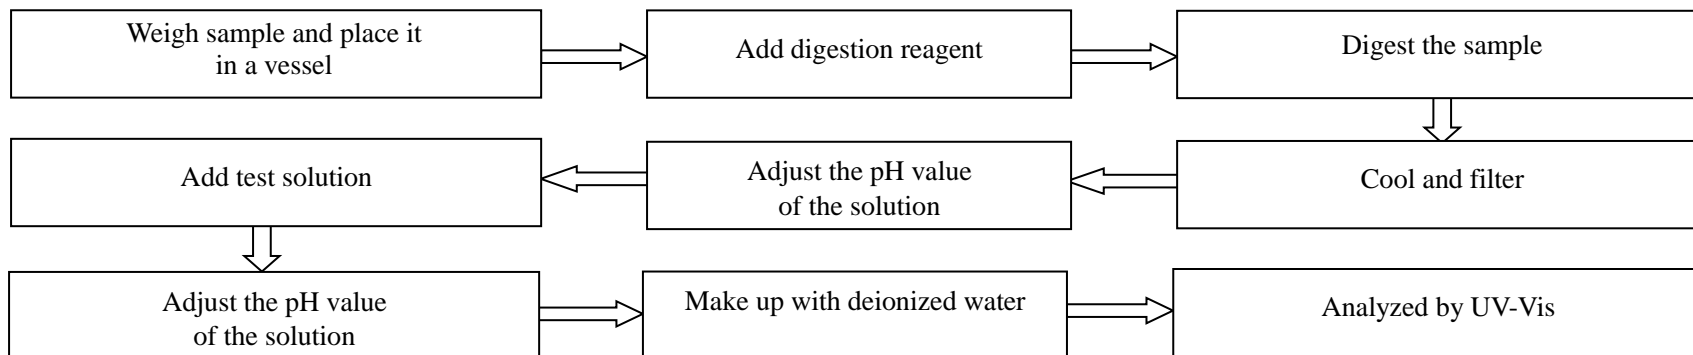 Weigh sample and place it
in a vessel
Add digestion reagent
Digest the sample
Cool and filter
Adjust the pH value
of the solution
Add test solution
Adjust the pH value
of the solution
Make up with deionized water
Analyzed by UV-Vis